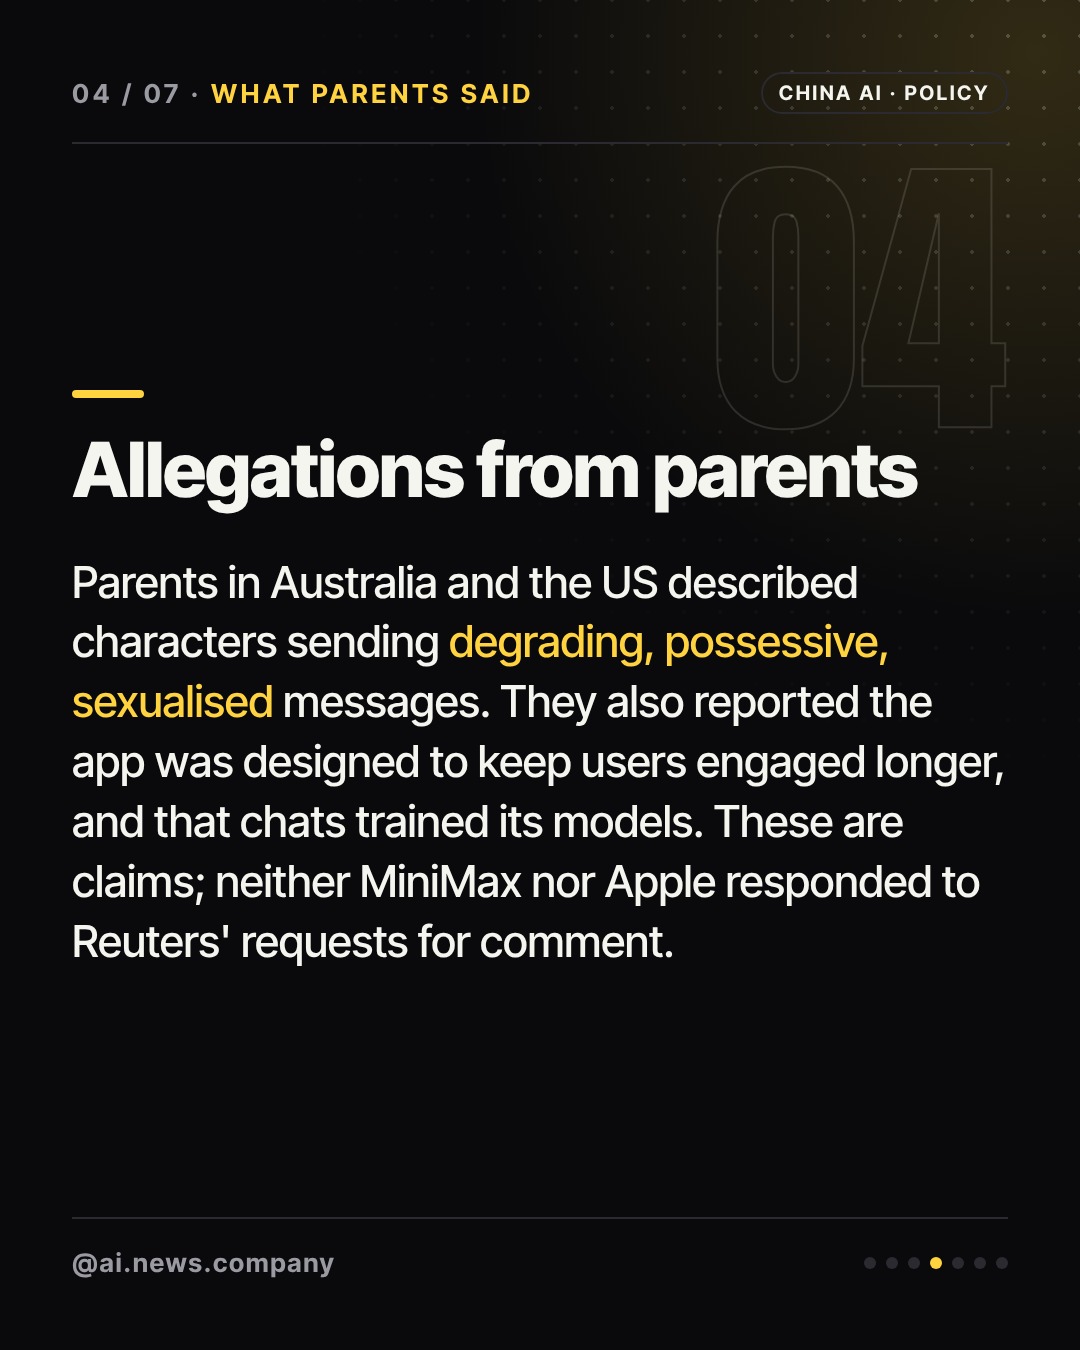 04 / 07 · WHAT PARENTS SAID
CHINA AI · POLICY
04
Allegations from parents
Parents in Australia and the US described
characters sending degrading, possessive,
sexualised messages. They also reported the
app was designed to keep users engaged longer,
and that chats trained its models. These are
claims; neither MiniMax nor Apple responded to
Reuters' requests for comment.
@ai.news.company